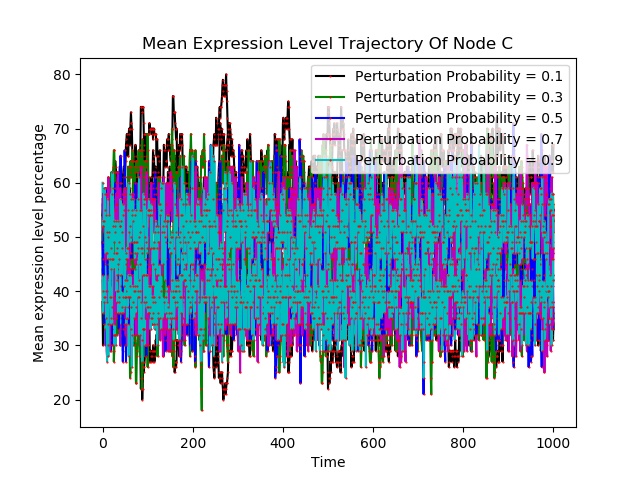 Mean Expression Level Trajectory Of Node C
Perturbation Probability = 0.1
Perturbation Probability = 0.3
Perturbation Probability = 0.5
Perturbation Probability = 0.7
Perturbation Probability = 0.9
Mean expression level percentage
80
70
60
50
40
30
20
0 200 400 600 800 1000
Time